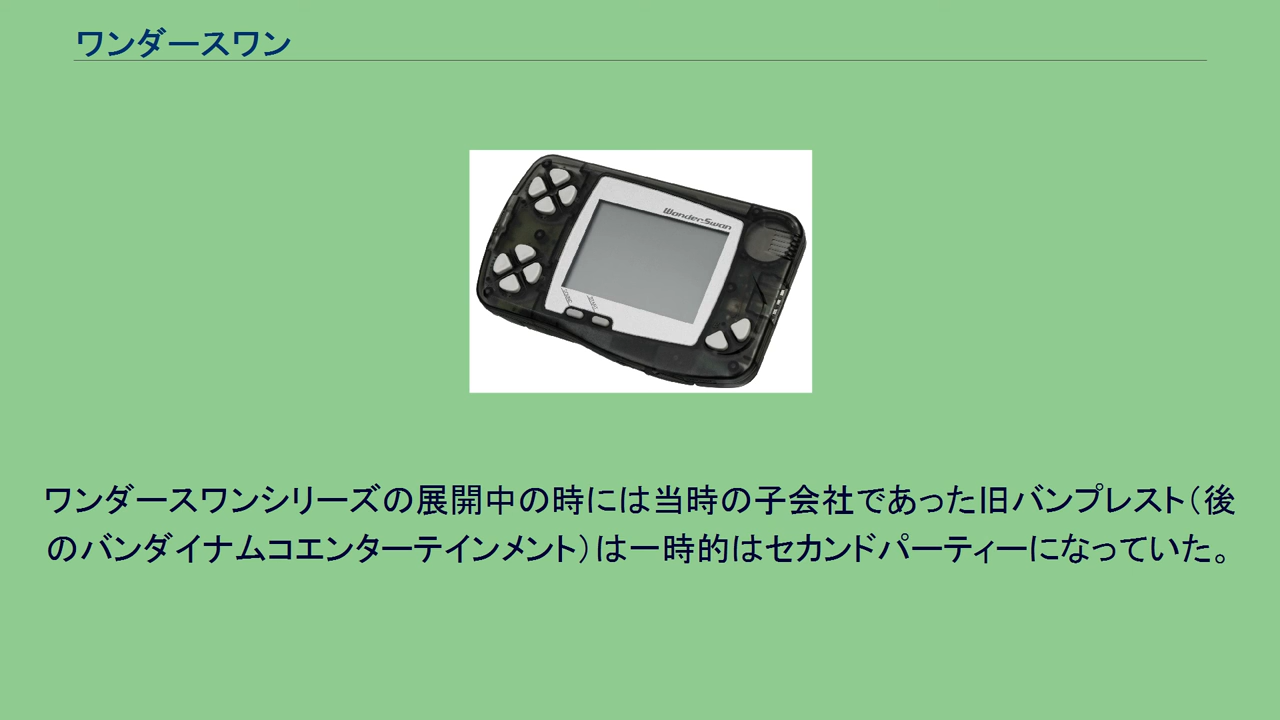 ワンダースワン
WonderSwan
ワンダースワンシリーズの展開中の時には当時の子会社であった旧バンプレスト（後
のバンダイナムコエンターテインメント）は一時的はセカンドパーティーになっていた。